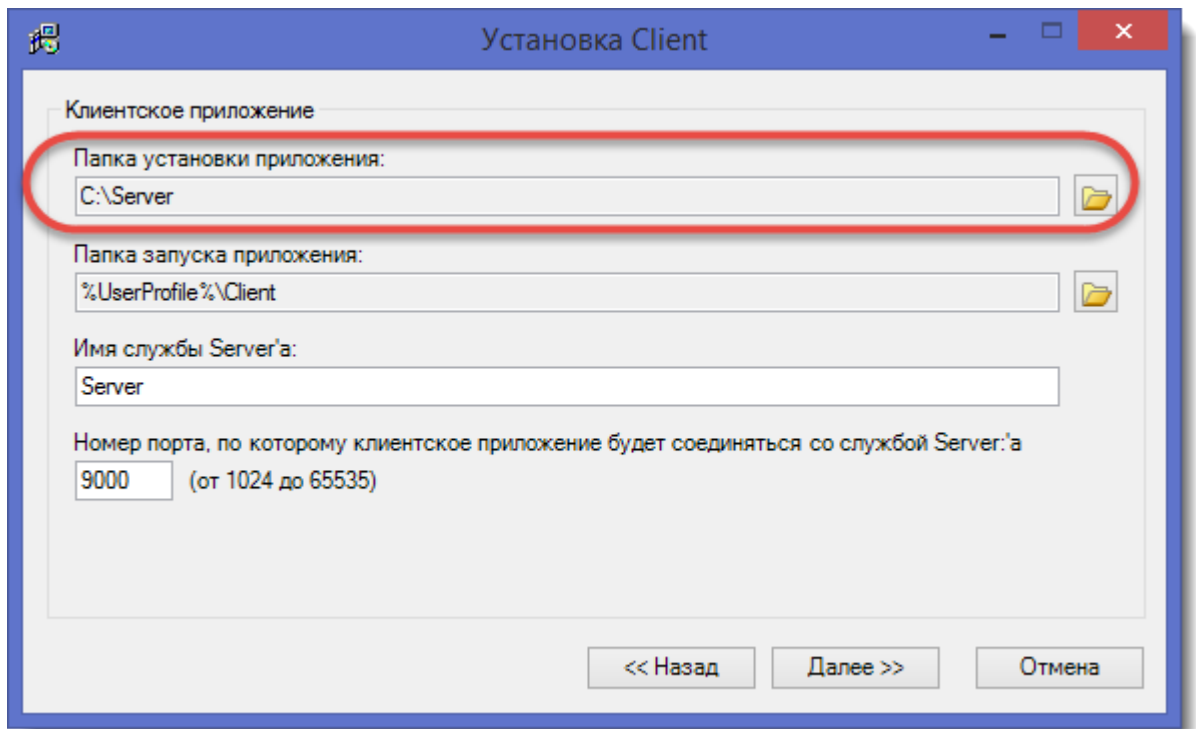 Установка Client
Клиентское приложение
Папка установки приложения:
C:\Server
Папка запуска приложения:
%UserProfile%\Client
Имя службы Server'а:
Server
Номер порта, по которому клиентское приложение будет соединяться со службой Server:'а
9000 (от 1024 до 65535)
<< Назад Далее >> Отмена